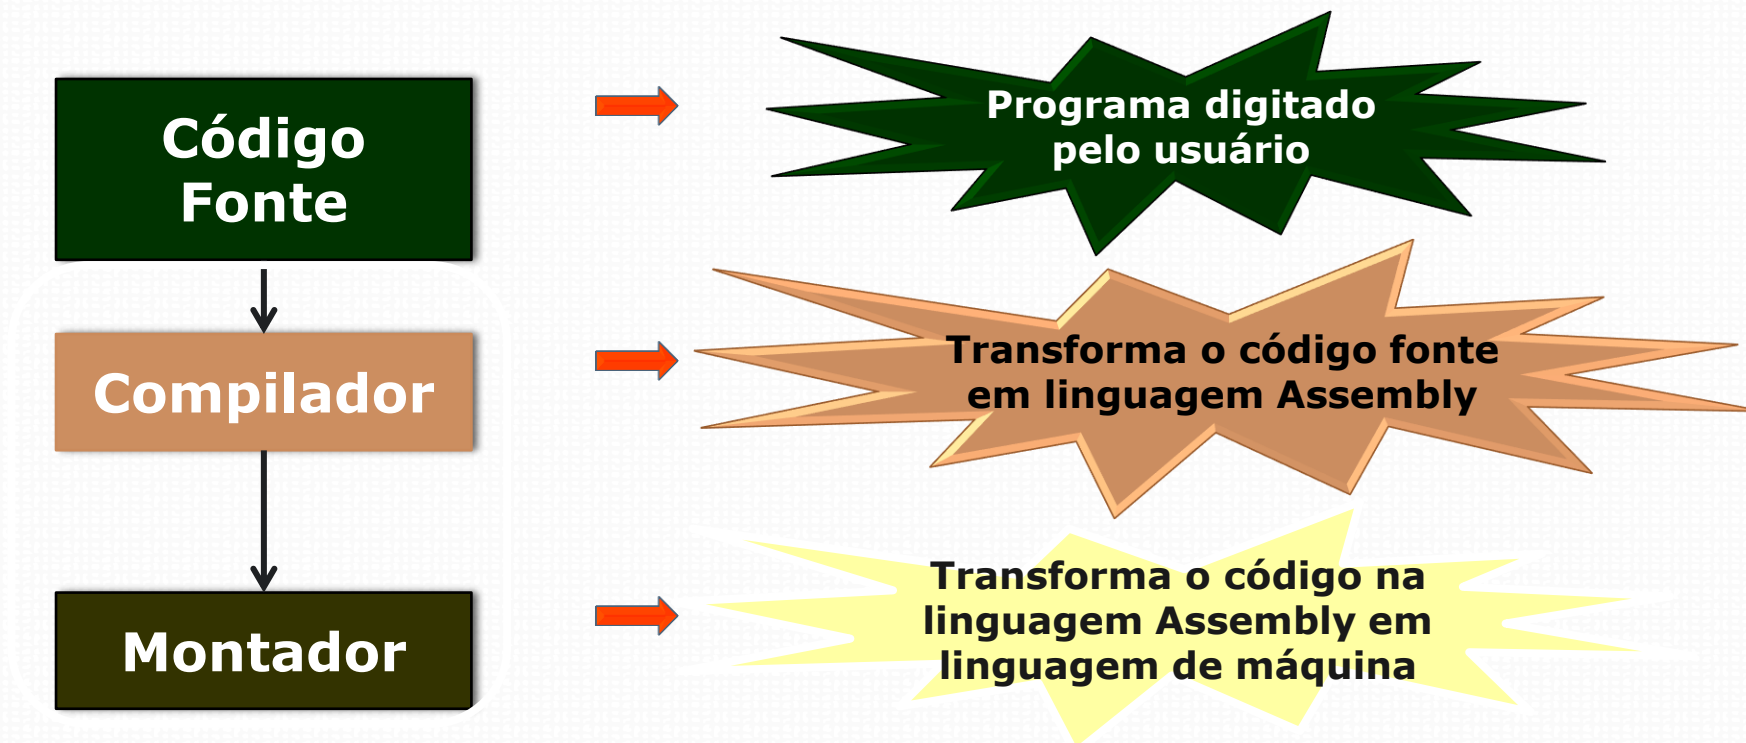 Código
Fonte
Programa digitado
pelo usuário
Compilador
Transforma o código fonte
em linguagem Assembly
Montador
Transforma o código na
linguagem Assembly em
linguagem de máquina